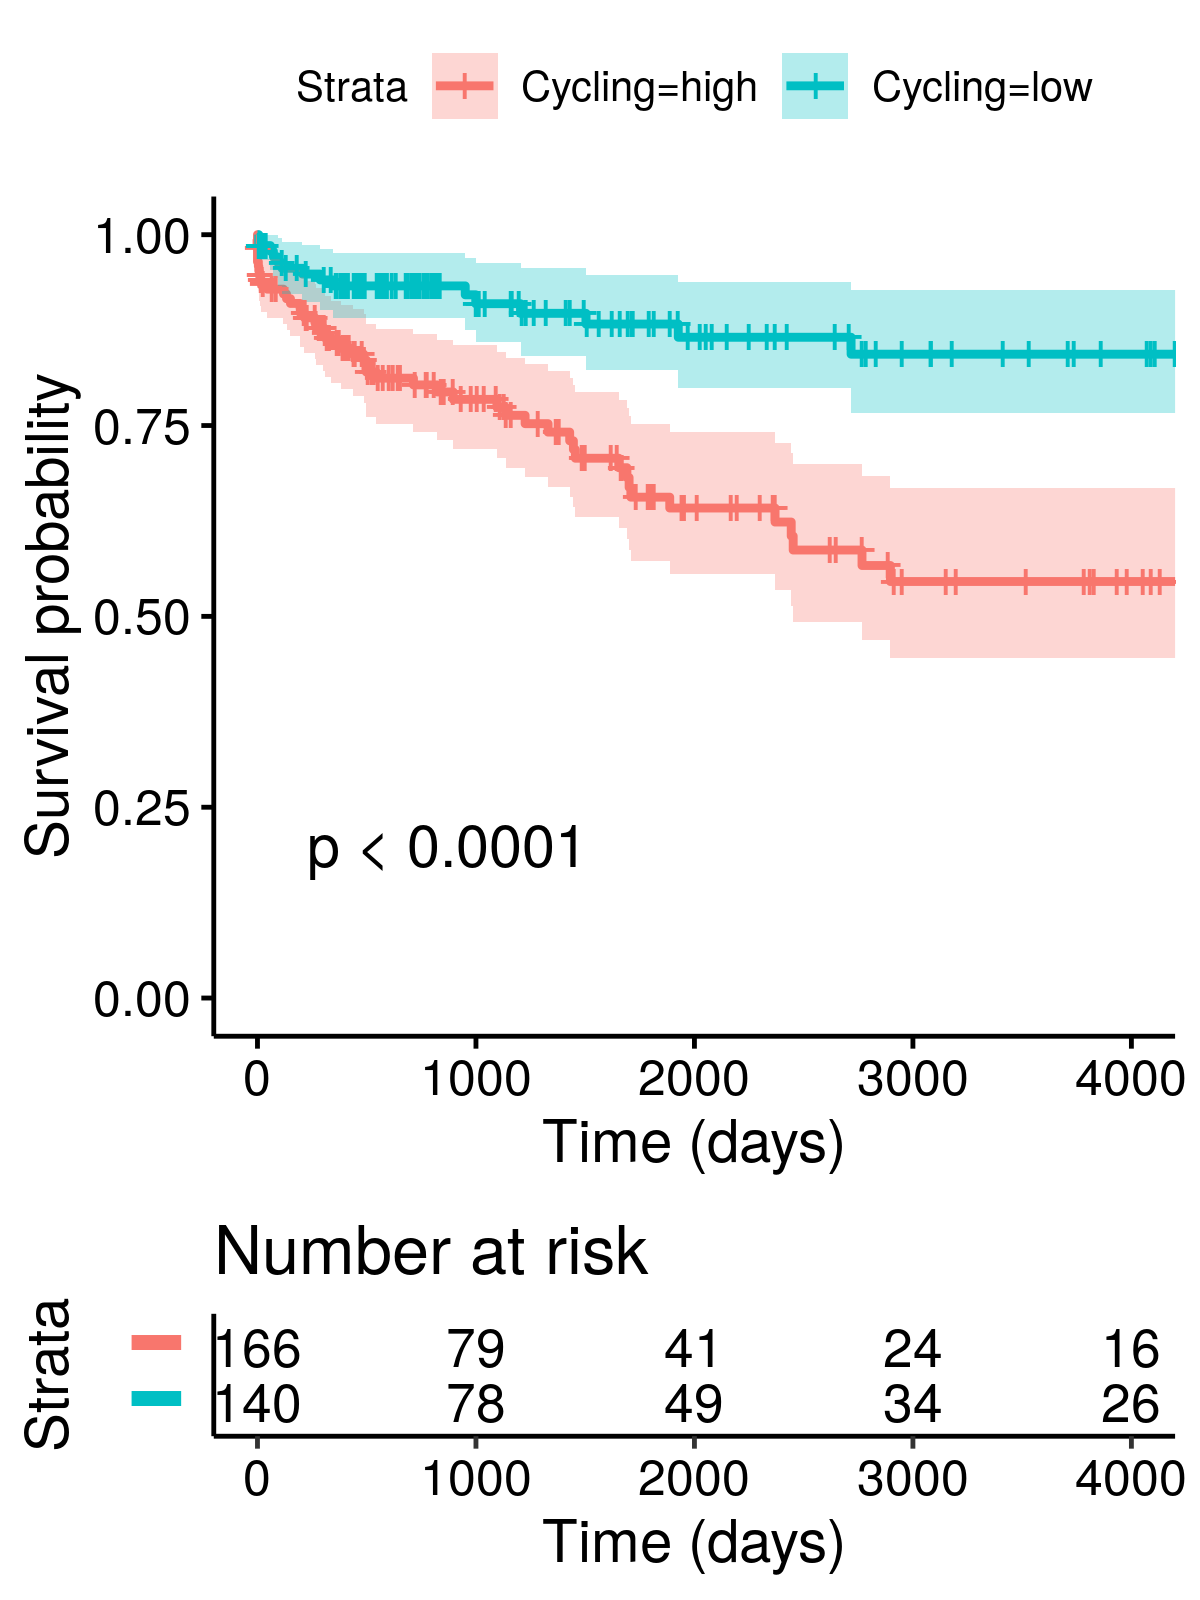 Strata Cycling=high Cycling=low
Survival probability
1.00
0.75
0.50
0.25
0.00
p < 0.0001
0 1000 2000 3000 4000
Time (days)
Number at risk
Strata
166 79 41 24 16
140 78 49 34 26
0 1000 2000 3000 4000
Time (days)